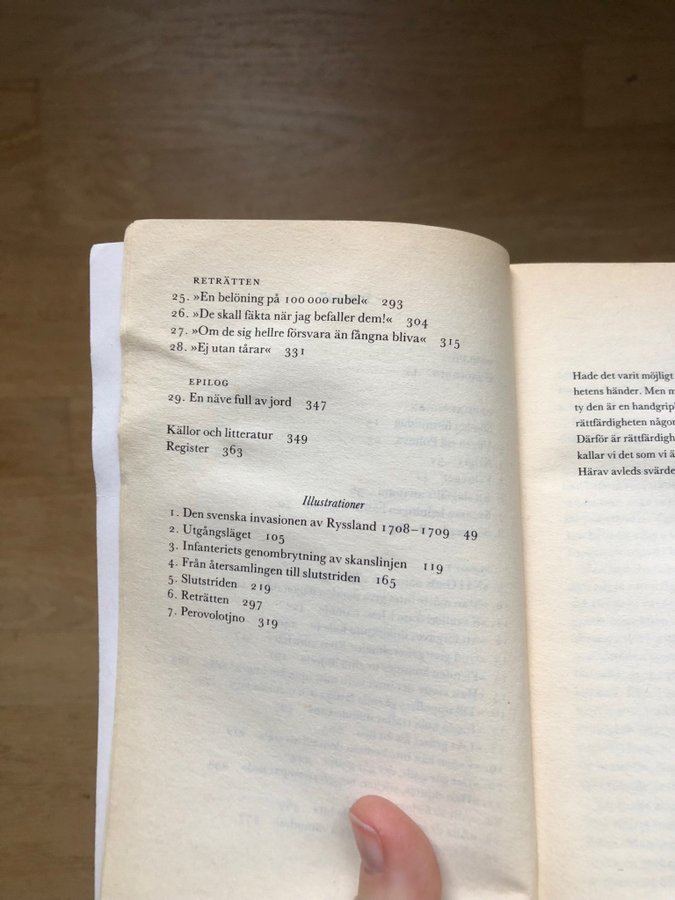 RETRÄTTEN
25. »En belöning på 100 000 rubel« 293
26. »De skall fäkta när jag befaller dem!« 304
27. »Om de sig hellre försvara än fångna bliva« 315
28. »Ej utan tårar« 331
EPILOG
29. En näve full av jord 347
Källor och litteratur 349
Register 363
Illustrationer
1. Den svenska invasionen av Ryssland 1708–1709 49
2. Utgångsläget 105
3. Infanteriets genombrytning av skanslinjen 119
4. Från återsamlingen till slutstriden 165
5. Slutstriden 219
6. Reträtten 297
7. Perovolotjno 319
Hade det varit möjligt
hetens händer. Men m
ty den är en handgrip
rättfärdigheten någon
Därför är rättfärdigh
kallar vi det som vi ä
Härav avleds svärde